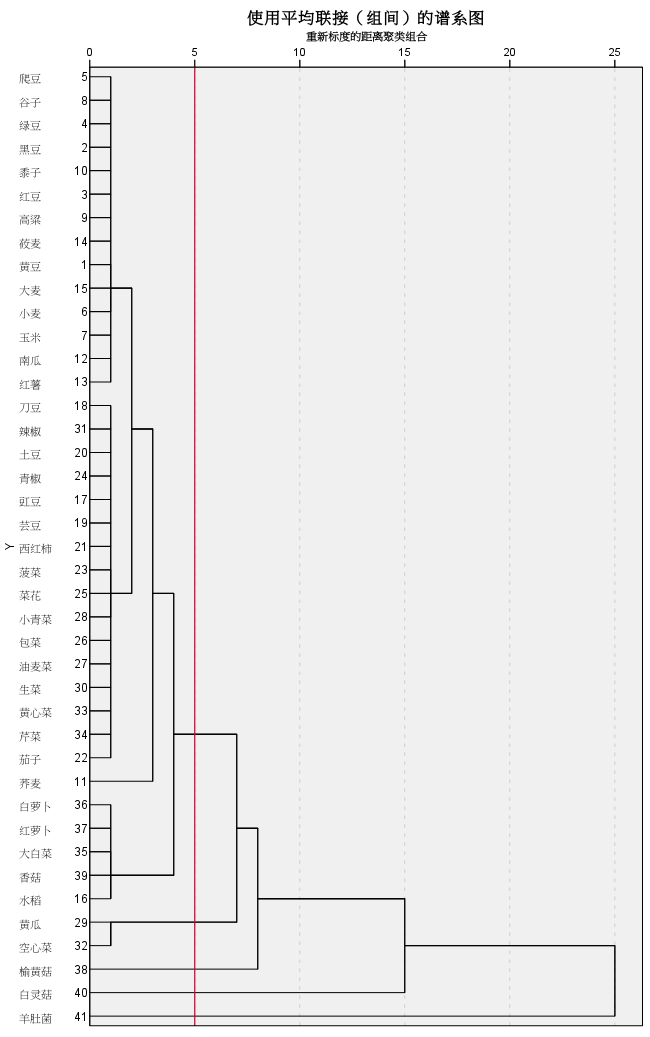 使用平均联接（组间）的谱系图
重新标度的距离聚类组合
0 5 10 15 20 25
爬豆 5
谷子 8
绿豆 4
黑豆 2
黍子 10
红豆 3
高粱 9
莜麦 14
黄豆 1
大麦 15
小麦 6
玉米 7
南瓜 12
红薯 13
刀豆 18
辣椒 31
土豆 20
青椒 24
豇豆 17
芸豆 19
Y
西红柿 21
菠菜 23
菜花 25
小青菜 28
包菜 26
油麦菜 27
生菜 30
黄心菜 33
芹菜 34
茄子 22
荞麦 11
白萝卜 36
红萝卜 37
大白菜 35
香菇 39
水稻 16
黄瓜 29
空心菜 32
榆黄菇 38
白灵菇 40
羊肚菌 41